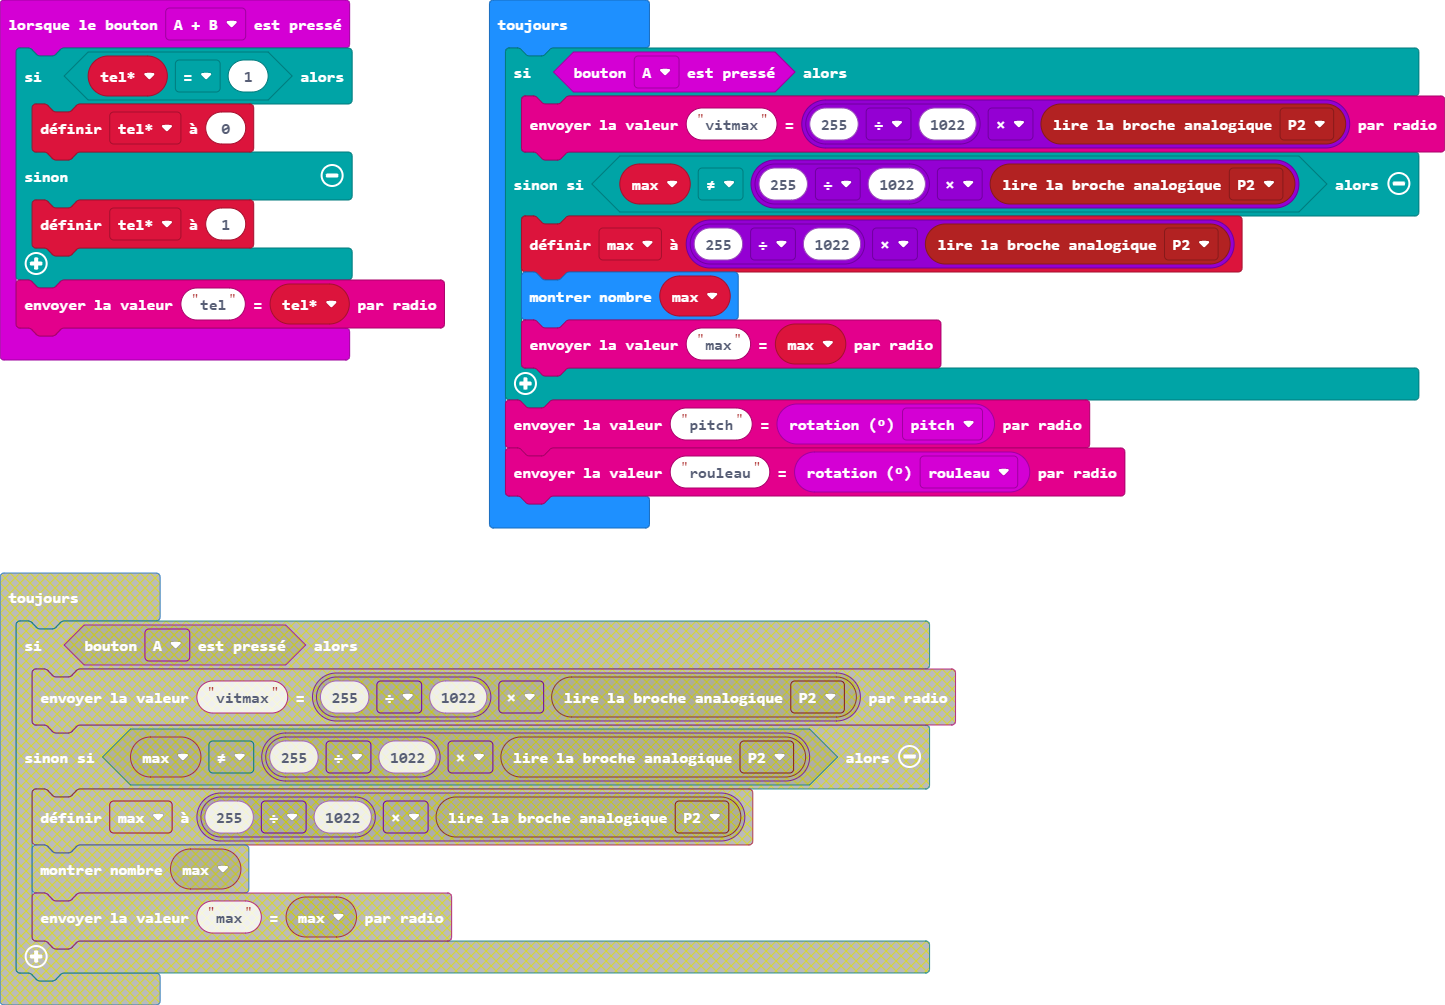 lorsque le bouton A + B est pressé
si tel* = 1 alors
définir tel* à 0
sinon
définir tel* à 1
envoyer la valeur "tel" = tel* par radio
toujours
si bouton A est pressé alors
envoyer la valeur "vitmax" = 255 ÷ 1022 × lire la broche analogique P2 par radio
sinon si max ≠ 255 ÷ 1022 × lire la broche analogique P2 alors
définir max à 255 ÷ 1022 × lire la broche analogique P2
montrer nombre max
envoyer la valeur "max" = max par radio
envoyer la valeur "pitch" = rotation (º) pitch par radio
envoyer la valeur "rouleau" = rotation (º) rouleau par radio
toujours
si bouton A est pressé alors
envoyer la valeur "vitmax" = 255 ÷ 1022 × lire la broche analogique P2 par radio
sinon si max ≠ 255 ÷ 1022 × lire la broche analogique P2 alors
définir max à 255 ÷ 1022 × lire la broche analogique P2
montrer nombre max
envoyer la valeur "max" = max par radio